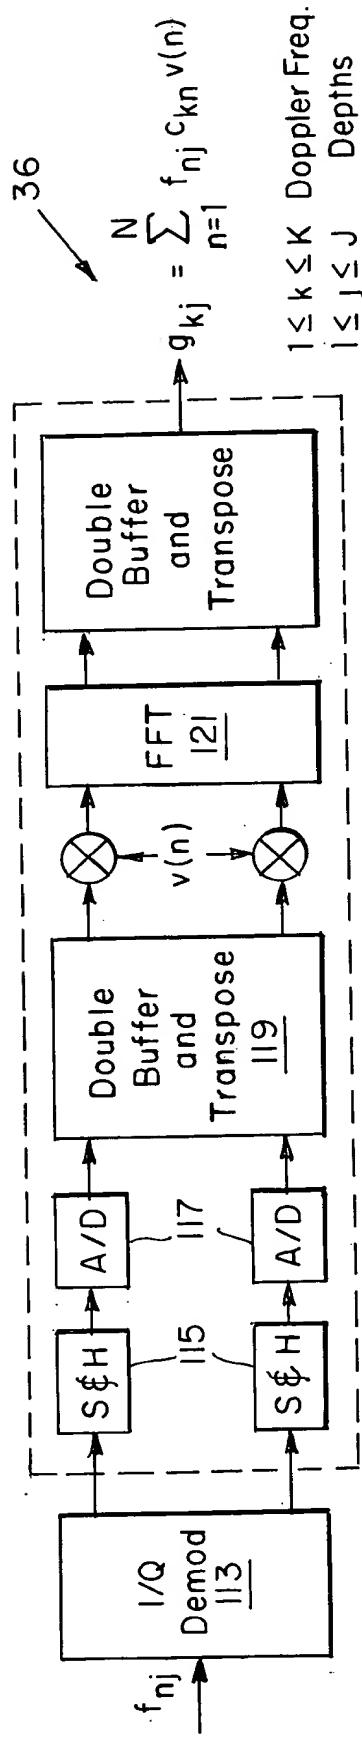 36
f_nj
I/Q
Demod
113
S&H
S&H
115
A/D
A/D
117
Double
Buffer
and
Transpose
119
v(n)
FFT
121
Double
Buffer
and
Transpose
g_kj = N Σ n=1 f_nj c_kn v(n)
1 ≤ k ≤ K Doppler Freq.
1 ≤ j ≤ J Depths